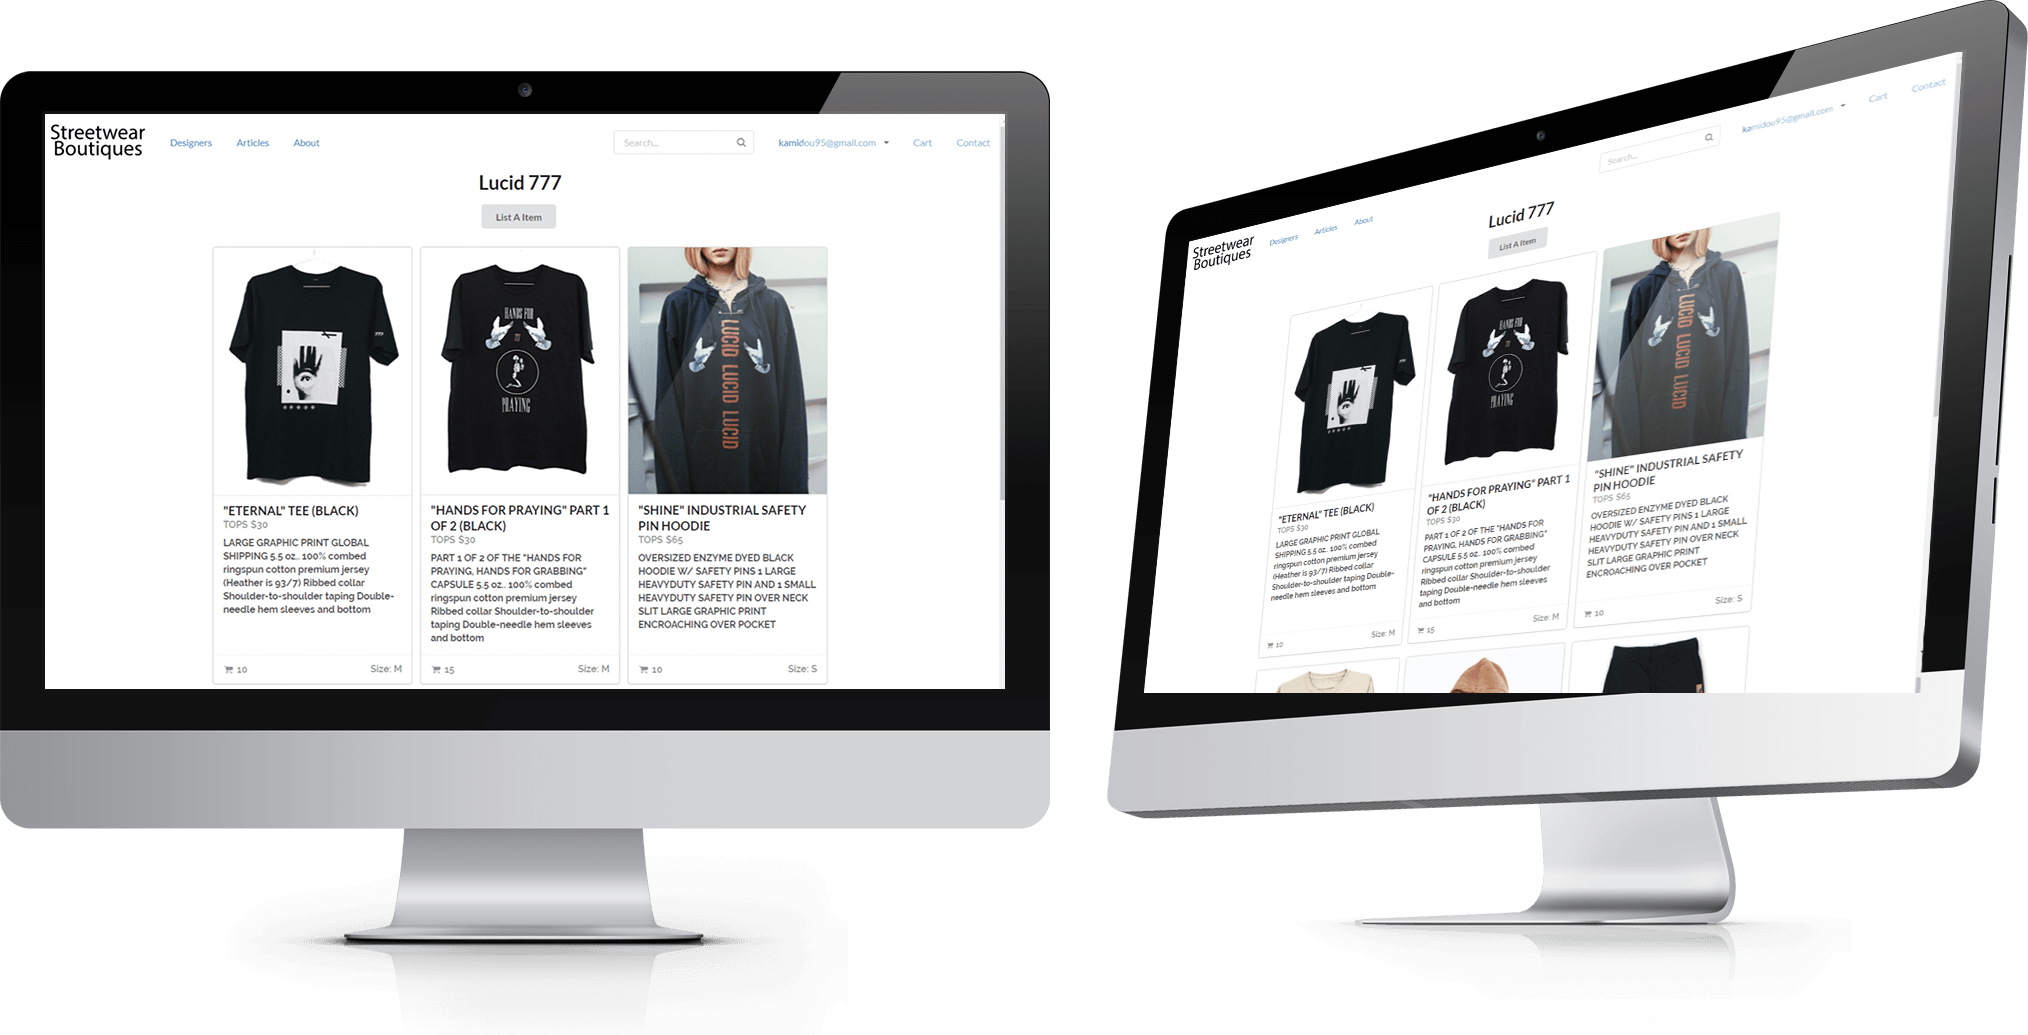 Streetwear
Boutiques
Designers
Articles
About
Search...
kamidou95@gmail.com
Cart
Contact
Lucid 777
List A Item
777
HANDS FOR
777
PRAYING
LUCID LUCID LUCID
"ETERNAL" TEE (BLACK)
TOPS $30
LARGE GRAPHIC PRINT GLOBAL
SHIPPING 5.5 oz.. 100% combed
ringspun cotton premium jersey
(Heather is 93/7) Ribbed collar
Shoulder-to-shoulder taping Double-
needle hem sleeves and bottom
10
Size: M
"HANDS FOR PRAYING" PART 1
OF 2 (BLACK)
TOPS $30
PART 1 OF 2 OF THE "HANDS FOR
PRAYING, HANDS FOR GRABBING"
CAPSULE 5.5 oz.. 100% combed
ringspun cotton premium jersey
Ribbed collar Shoulder-to-shoulder
taping Double-needle hem sleeves
and bottom
15
Size: M
"SHINE" INDUSTRIAL SAFETY
PIN HOODIE
TOPS $65
OVERSIZED ENZYME DYED BLACK
HOODIE W/ SAFETY PINS 1 LARGE
HEAVYDUTY SAFETY PIN AND 1 SMALL
HEAVYDUTY SAFETY PIN OVER NECK
SLIT LARGE GRAPHIC PRINT
ENCROACHING OVER POCKET
10
Size: S
Streetwear
Boutiques
Designers
Articles
About
Search...
kamidou95@gmail.com
Cart
Contact
Lucid 777
List A Item
HANDS FOR
PRAYING
LUCID LUCID LUCID
"ETERNAL" TEE (BLACK)
TOPS $30
LARGE GRAPHIC PRINT GLOBAL
SHIPPING 5.5 oz.. 100% combed
ringspun cotton premium jersey
(Heather is 93/7) Ribbed collar
Shoulder-to-shoulder taping Double-
needle hem sleeves and bottom
10
Size: M
"HANDS FOR PRAYING" PART 1
OF 2 (BLACK)
TOPS $30
PART 1 OF 2 OF THE "HANDS FOR
PRAYING, HANDS FOR GRABBING"
CAPSULE 5.5 oz.. 100% combed
ringspun cotton premium jersey
Ribbed collar Shoulder-to-shoulder
taping Double-needle hem sleeves
and bottom
15
Size: M
"SHINE" INDUSTRIAL SAFETY
PIN HOODIE
TOPS $65
OVERSIZED ENZYME DYED BLACK
HOODIE W/ SAFETY PINS 1 LARGE
HEAVYDUTY SAFETY PIN AND 1 SMALL
HEAVYDUTY SAFETY PIN OVER NECK
SLIT LARGE GRAPHIC PRINT
ENCROACHING OVER POCKET
10
Size: S